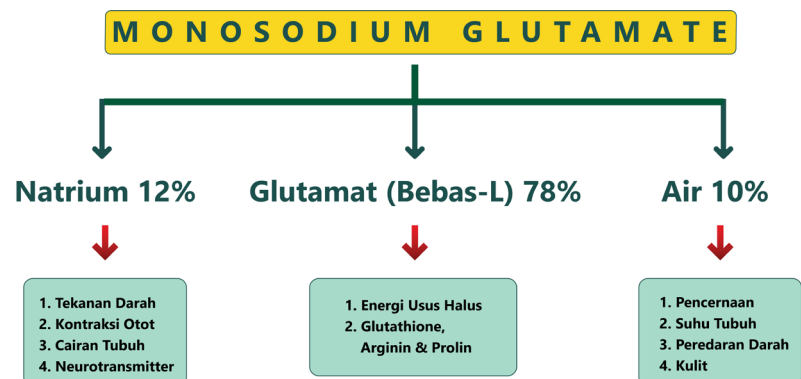 MONOSODIUM GLUTAMATE
Natrium 12%
Glutamat (Bebas-L) 78%
Air 10%
1. Tekanan Darah
2. Kontraksi Otot
3. Cairan Tubuh
4. Neurotransmitter
1. Energi Usus Halus
2. Glutathione,
Arginin & Prolin
1. Pencernaan
2. Suhu Tubuh
3. Peredaran Darah
4. Kulit